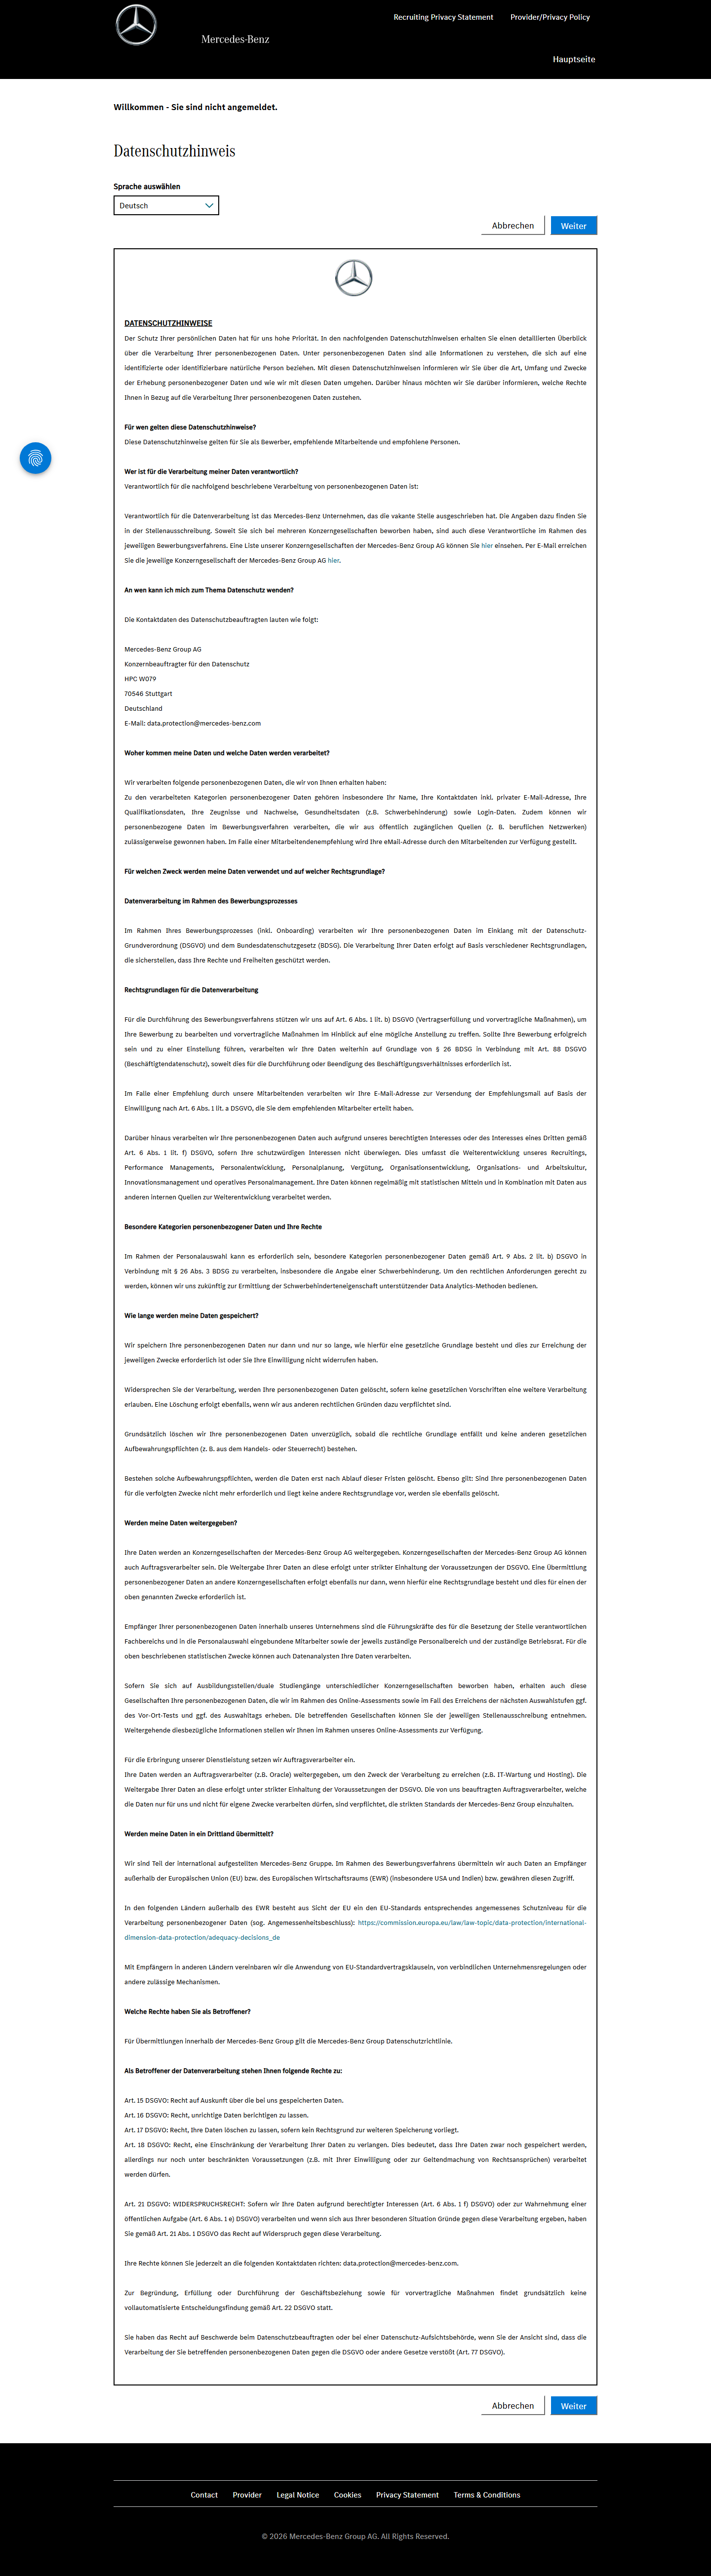 Recruiting Privacy Statement Provider/Privacy Policy
Mercedes-Benz
Hauptseite
Willkommen - Sie sind nicht angemeldet.
Datenschutzhinweis
Sprache auswählen
Deutsch
Abbrechen Weiter
DATENSCHUTZHINWEISE
Der Schutz Ihrer persönlichen Daten hat für uns hohe Priorität. In den nachfolgenden Datenschutzhinweisen erhalten Sie einen detaillierten Überblick
über die Verarbeitung Ihrer personenbezogenen Daten. Unter personenbezogenen Daten sind alle Informationen zu verstehen, die sich auf eine
identifizierte oder identifizierbare natürliche Person beziehen. Mit diesen Datenschutzhinweisen informieren wir Sie über die Art, Umfang und Zwecke
der Erhebung personenbezogener Daten und wie wir mit diesen Daten umgehen. Darüber hinaus möchten wir Sie darüber informieren, welche Rechte
Ihnen in Bezug auf die Verarbeitung Ihrer personenbezogenen Daten zustehen.
Für wen gelten diese Datenschutzhinweise?
Diese Datenschutzhinweise gelten für Sie als Bewerber, empfehlende Mitarbeitende und empfohlene Personen.
Wer ist für die Verarbeitung meiner Daten verantwortlich?
Verantwortlich für die nachfolgend beschriebene Verarbeitung von personenbezogenen Daten ist:
Verantwortlich für die Datenverarbeitung ist das Mercedes-Benz Unternehmen, das die vakante Stelle ausgeschrieben hat. Die Angaben dazu finden Sie
in der Stellenausschreibung. Soweit Sie sich bei mehreren Konzerngesellschaften beworben haben, sind auch diese Verantwortliche im Rahmen des
jeweiligen Bewerbungsverfahrens. Eine Liste unserer Konzerngesellschaften der Mercedes-Benz Group AG können Sie hier einsehen. Per E-Mail erreichen
Sie die jeweilige Konzerngesellschaft der Mercedes-Benz Group AG hier.
An wen kann ich mich zum Thema Datenschutz wenden?
Die Kontaktdaten des Datenschutzbeauftragten lauten wie folgt:
Mercedes-Benz Group AG
Konzernbeauftragter für den Datenschutz
HPC W079
70546 Stuttgart
Deutschland
E-Mail: data.protection@mercedes-benz.com
Woher kommen meine Daten und welche Daten werden verarbeitet?
Wir verarbeiten folgende personenbezogenen Daten, die wir von Ihnen erhalten haben:
Zu den verarbeiteten Kategorien personenbezogener Daten gehören insbesondere Ihr Name, Ihre Kontaktdaten inkl. privater E-Mail-Adresse, Ihre
Qualifikationsdaten, Ihre Zeugnisse und Nachweise, Gesundheitsdaten (z.B. Schwerbehinderung) sowie Login-Daten. Zudem können wir
personenbezogene Daten im Bewerbungsverfahren verarbeiten, die wir aus öffentlich zugänglichen Quellen (z. B. beruflichen Netzwerken)
zulässigerweise gewonnen haben. Im Falle einer Mitarbeitendenempfehlung wird Ihre eMail-Adresse durch den Mitarbeitenden zur Verfügung gestellt.
Für welchen Zweck werden meine Daten verwendet und auf welcher Rechtsgrundlage?
Datenverarbeitung im Rahmen des Bewerbungsprozesses
Im Rahmen Ihres Bewerbungsprozesses (inkl. Onboarding) verarbeiten wir Ihre personenbezogenen Daten im Einklang mit der Datenschutz-
Grundverordnung (DSGVO) und dem Bundesdatenschutzgesetz (BDSG). Die Verarbeitung Ihrer Daten erfolgt auf Basis verschiedener Rechtsgrundlagen,
die sicherstellen, dass Ihre Rechte und Freiheiten geschützt werden.
Rechtsgrundlagen für die Datenverarbeitung
Für die Durchführung des Bewerbungsverfahrens stützen wir uns auf Art. 6 Abs. 1 lit. b) DSGVO (Vertragserfüllung und vorvertragliche Maßnahmen), um
Ihre Bewerbung zu bearbeiten und vorvertragliche Maßnahmen im Hinblick auf eine mögliche Anstellung zu treffen. Sollte Ihre Bewerbung erfolgreich
sein und zu einer Einstellung führen, verarbeiten wir Ihre Daten weiterhin auf Grundlage von § 26 BDSG in Verbindung mit Art. 88 DSGVO
(Beschäftigtendatenschutz), soweit dies für die Durchführung oder Beendigung des Beschäftigungsverhältnisses erforderlich ist.
Im Falle einer Empfehlung durch unsere Mitarbeitenden verarbeiten wir Ihre E-Mail-Adresse zur Versendung der Empfehlungsmail auf Basis der
Einwilligung nach Art. 6 Abs. 1 lit. a DSGVO, die Sie dem empfehlenden Mitarbeiter erteilt haben.
Darüber hinaus verarbeiten wir Ihre personenbezogenen Daten auch aufgrund unseres berechtigten Interesses oder des Interesses eines Dritten gemäß
Art. 6 Abs. 1 lit. f) DSGVO, sofern Ihre schutzwürdigen Interessen nicht überwiegen. Dies umfasst die Weiterentwicklung unseres Recruitings,
Performance Managements, Personalentwicklung, Personalplanung, Vergütung, Organisationsentwicklung, Organisations- und Arbeitskultur,
Innovationsmanagement und operatives Personalmanagement. Ihre Daten können regelmäßig mit statistischen Mitteln und in Kombination mit Daten aus
anderen internen Quellen zur Weiterentwicklung verarbeitet werden.
Besondere Kategorien personenbezogener Daten und Ihre Rechte
Im Rahmen der Personalauswahl kann es erforderlich sein, besondere Kategorien personenbezogener Daten gemäß Art. 9 Abs. 2 lit. b) DSGVO in
Verbindung mit § 26 Abs. 3 BDSG zu verarbeiten, insbesondere die Angabe einer Schwerbehinderung. Um den rechtlichen Anforderungen gerecht zu
werden, können wir uns zukünftig zur Ermittlung der Schwerbehinderteneigenschaft unterstützender Data Analytics-Methoden bedienen.
Wie lange werden meine Daten gespeichert?
Wir speichern Ihre personenbezogenen Daten nur dann und nur so lange, wie hierfür eine gesetzliche Grundlage besteht und dies zur Erreichung der
jeweiligen Zwecke erforderlich ist oder Sie Ihre Einwilligung nicht widerrufen haben.
Widersprechen Sie der Verarbeitung, werden Ihre personenbezogenen Daten gelöscht, sofern keine gesetzlichen Vorschriften eine weitere Verarbeitung
erlauben. Eine Löschung erfolgt ebenfalls, wenn wir aus anderen rechtlichen Gründen dazu verpflichtet sind.
Grundsätzlich löschen wir Ihre personenbezogenen Daten unverzüglich, sobald die rechtliche Grundlage entfällt und keine anderen gesetzlichen
Aufbewahrungspflichten (z. B. aus dem Handels- oder Steuerrecht) bestehen.
Bestehen solche Aufbewahrungspflichten, werden die Daten erst nach Ablauf dieser Fristen gelöscht. Ebenso gilt: Sind Ihre personenbezogenen Daten
für die verfolgten Zwecke nicht mehr erforderlich und liegt keine andere Rechtsgrundlage vor, werden sie ebenfalls gelöscht.
Werden meine Daten weitergegeben?
Ihre Daten werden an Konzerngesellschaften der Mercedes-Benz Group AG weitergegeben. Konzerngesellschaften der Mercedes-Benz Group AG können
auch Auftragsverarbeiter sein. Die Weitergabe Ihrer Daten an diese erfolgt unter strikter Einhaltung der Voraussetzungen der DSGVO. Eine Übermittlung
personenbezogener Daten an andere Konzerngesellschaften erfolgt ebenfalls nur dann, wenn hierfür eine Rechtsgrundlage besteht und dies für einen der
oben genannten Zwecke erforderlich ist.
Empfänger Ihrer personenbezogenen Daten innerhalb unseres Unternehmens sind die Führungskräfte des für die Besetzung der Stelle verantwortlichen
Fachbereichs und in die Personalauswahl eingebundene Mitarbeiter sowie der jeweils zuständige Personalbereich und der zuständige Betriebsrat. Für die
oben beschriebenen statistischen Zwecke können auch Datenanalysten Ihre Daten verarbeiten.
Sofern Sie sich auf Ausbildungsstellen/duale Studiengänge unterschiedlicher Konzerngesellschaften beworben haben, erhalten auch diese
Gesellschaften Ihre personenbezogenen Daten, die wir im Rahmen des Online-Assessments sowie im Fall des Erreichens der nächsten Auswahlstufen ggf.
des Vor-Ort-Tests und ggf. des Auswahltags erheben. Die betreffenden Gesellschaften können Sie der jeweiligen Stellenausschreibung entnehmen.
Weitergehende diesbezügliche Informationen stellen wir Ihnen im Rahmen unseres Online-Assessments zur Verfügung.
Für die Erbringung unserer Dienstleistung setzen wir Auftragsverarbeiter ein.
Ihre Daten werden an Auftragsverarbeiter (z.B. Oracle) weitergegeben, um den Zweck der Verarbeitung zu erreichen (z.B. IT-Wartung und Hosting). Die
Weitergabe Ihrer Daten an diese erfolgt unter strikter Einhaltung der Voraussetzungen der DSGVO. Die von uns beauftragten Auftragsverarbeiter, welche
die Daten nur für uns und nicht für eigene Zwecke verarbeiten dürfen, sind verpflichtet, die strikten Standards der Mercedes-Benz Group einzuhalten.
Werden meine Daten in ein Drittland übermittelt?
Wir sind Teil der international aufgestellten Mercedes-Benz Gruppe. Im Rahmen des Bewerbungsverfahrens übermitteln wir auch Daten an Empfänger
außerhalb der Europäischen Union (EU) bzw. des Europäischen Wirtschaftsraums (EWR) (insbesondere USA und Indien) bzw. gewähren diesen Zugriff.
In den folgenden Ländern außerhalb des EWR besteht aus Sicht der EU ein den EU-Standards entsprechendes angemessenes Schutzniveau für die
Verarbeitung personenbezogener Daten (sog. Angemessenheitsbeschluss): https://commission.europa.eu/law/law-topic/data-protection/international-
dimension-data-protection/adequacy-decisions_de
Mit Empfängern in anderen Ländern vereinbaren wir die Anwendung von EU-Standardvertragsklauseln, von verbindlichen Unternehmensregelungen oder
andere zulässige Mechanismen.
Welche Rechte haben Sie als Betroffener?
Für Übermittlungen innerhalb der Mercedes-Benz Group gilt die Mercedes-Benz Group Datenschutzrichtlinie.
Als Betroffener der Datenverarbeitung stehen Ihnen folgende Rechte zu:
Art. 15 DSGVO: Recht auf Auskunft über die bei uns gespeicherten Daten.
Art. 16 DSGVO: Recht, unrichtige Daten berichtigen zu lassen.
Art. 17 DSGVO: Recht, Ihre Daten löschen zu lassen, sofern kein Rechtsgrund zur weiteren Speicherung vorliegt.
Art. 18 DSGVO: Recht, eine Einschränkung der Verarbeitung Ihrer Daten zu verlangen. Dies bedeutet, dass Ihre Daten zwar noch gespeichert werden,
allerdings nur noch unter beschränkten Voraussetzungen (z.B. mit Ihrer Einwilligung oder zur Geltendmachung von Rechtsansprüchen) verarbeitet
werden dürfen.
Art. 21 DSGVO: WIDERSPRUCHSRECHT: Sofern wir Ihre Daten aufgrund berechtigter Interessen (Art. 6 Abs. 1 f) DSGVO) oder zur Wahrnehmung einer
öffentlichen Aufgabe (Art. 6 Abs. 1 e) DSGVO) verarbeiten und wenn sich aus Ihrer besonderen Situation Gründe gegen diese Verarbeitung ergeben, haben
Sie gemäß Art. 21 Abs. 1 DSGVO das Recht auf Widerspruch gegen diese Verarbeitung.
Ihre Rechte können Sie jederzeit an die folgenden Kontaktdaten richten: data.protection@mercedes-benz.com.
Zur Begründung, Erfüllung oder Durchführung der Geschäftsbeziehung sowie für vorvertragliche Maßnahmen findet grundsätzlich keine
vollautomatisierte Entscheidungsfindung gemäß Art. 22 DSGVO statt.
Sie haben das Recht auf Beschwerde beim Datenschutzbeauftragten oder bei einer Datenschutz-Aufsichtsbehörde, wenn Sie der Ansicht sind, dass die
Verarbeitung der Sie betreffenden personenbezogenen Daten gegen die DSGVO oder andere Gesetze verstößt (Art. 77 DSGVO).
Abbrechen Weiter
Contact Provider Legal Notice Cookies Privacy Statement Terms & Conditions
© 2026 Mercedes-Benz Group AG. All Rights Reserved.